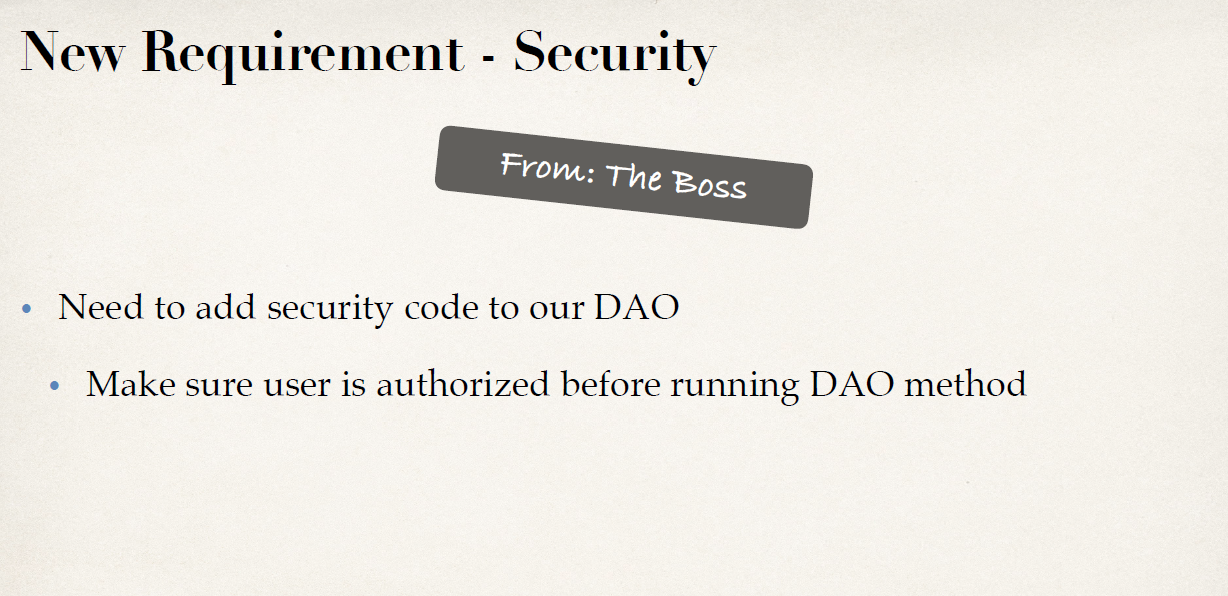 New Requirement - Security
From: The Boss
• Need to add security code to our DAO
• Make sure user is authorized before running DAO method